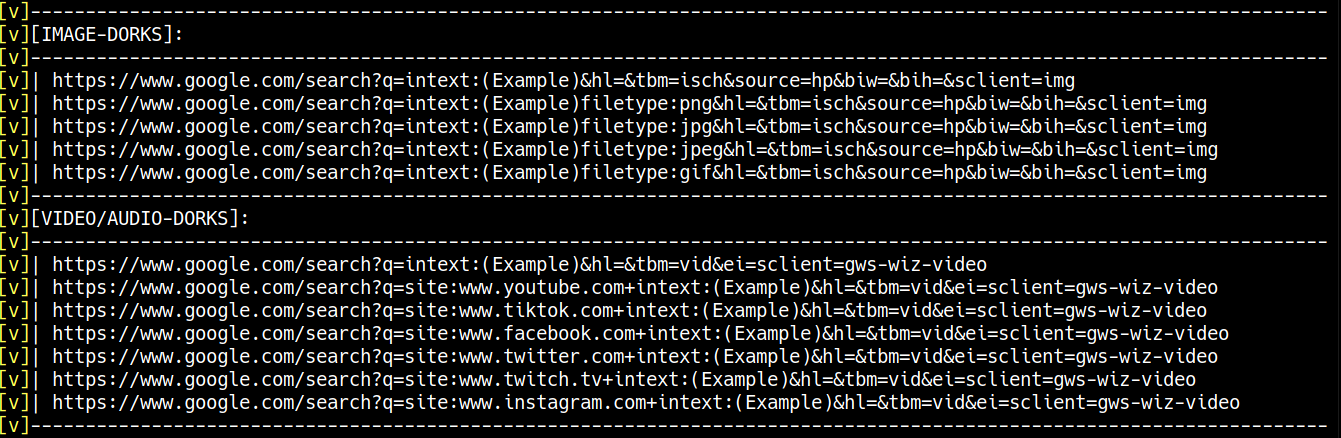 [v]------------------------------------------------------------------------------------------------------------------------
[v][IMAGE-DORKS]:
[v]------------------------------------------------------------------------------------------------------------------------
[v]| https://www.google.com/search?q=intext:(Example)&hl=&tbm=isch&source=hp&biw=&bih=&sclient=img
[v]| https://www.google.com/search?q=intext:(Example)filetype:png&hl=&tbm=isch&source=hp&biw=&bih=&sclient=img
[v]| https://www.google.com/search?q=intext:(Example)filetype:jpg&hl=&tbm=isch&source=hp&biw=&bih=&sclient=img
[v]| https://www.google.com/search?q=intext:(Example)filetype:jpeg&hl=&tbm=isch&source=hp&biw=&bih=&sclient=img
[v]| https://www.google.com/search?q=intext:(Example)filetype:gif&hl=&tbm=isch&source=hp&biw=&bih=&sclient=img
[v]------------------------------------------------------------------------------------------------------------------------
[v][VIDEO/AUDIO-DORKS]:
[v]------------------------------------------------------------------------------------------------------------------------
[v]| https://www.google.com/search?q=intext:(Example)&hl=&tbm=vid&ei=sclient=gws-wiz-video
[v]| https://www.google.com/search?q=site:www.youtube.com+intext:(Example)&hl=&tbm=vid&ei=sclient=gws-wiz-video
[v]| https://www.google.com/search?q=site:www.tiktok.com+intext:(Example)&hl=&tbm=vid&ei=sclient=gws-wiz-video
[v]| https://www.google.com/search?q=site:www.facebook.com+intext:(Example)&hl=&tbm=vid&ei=sclient=gws-wiz-video
[v]| https://www.google.com/search?q=site:www.twitter.com+intext:(Example)&hl=&tbm=vid&ei=sclient=gws-wiz-video
[v]| https://www.google.com/search?q=site:www.twitch.tv+intext:(Example)&hl=&tbm=vid&ei=sclient=gws-wiz-video
[v]| https://www.google.com/search?q=site:www.instagram.com+intext:(Example)&hl=&tbm=vid&ei=sclient=gws-wiz-video
[v]------------------------------------------------------------------------------------------------------------------------